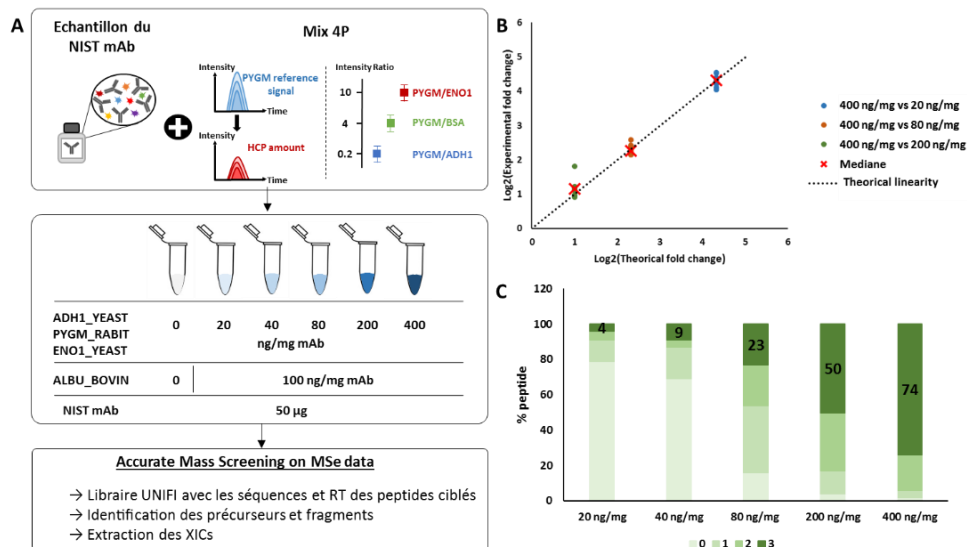 A
Echantillon du
NIST mAb
Mix 4P
Intensity
PYGM reference
signal
Time
Intensity
HCP amount
Time
Intensity Ratio
10
4
0.2
PYGM/ENO1
PYGM/BSA
PYGM/ADH1
ADH1_YEAST
PYGM_RABIT
ENO1_YEAST
0 20 40 80 200 400
ng/mg mAb
ALBU_BOVIN 0 100 ng/mg mAb
NIST mAb 50 µg
Accurate Mass Screening on MSe data
→ Libraire UNIFI avec les séquences et RT des peptides ciblés
→ Identification des précurseurs et fragments
→ Extraction des XICs
B
Log2(Experimental fold change)
6
5
4
3
2
1
0
0 1 2 3 4 5 6
Log2(Theorical fold change)
400 ng/mg vs 20 ng/mg
400 ng/mg vs 80 ng/mg
400 ng/mg vs 200 ng/mg
Mediane
Theorical linearity
C
% peptide
120
100
80
60
40
20
0
4 9 23 50 74
20 ng/mg 40 ng/mg 80 ng/mg 200 ng/mg 400 ng/mg
0 1 2 3